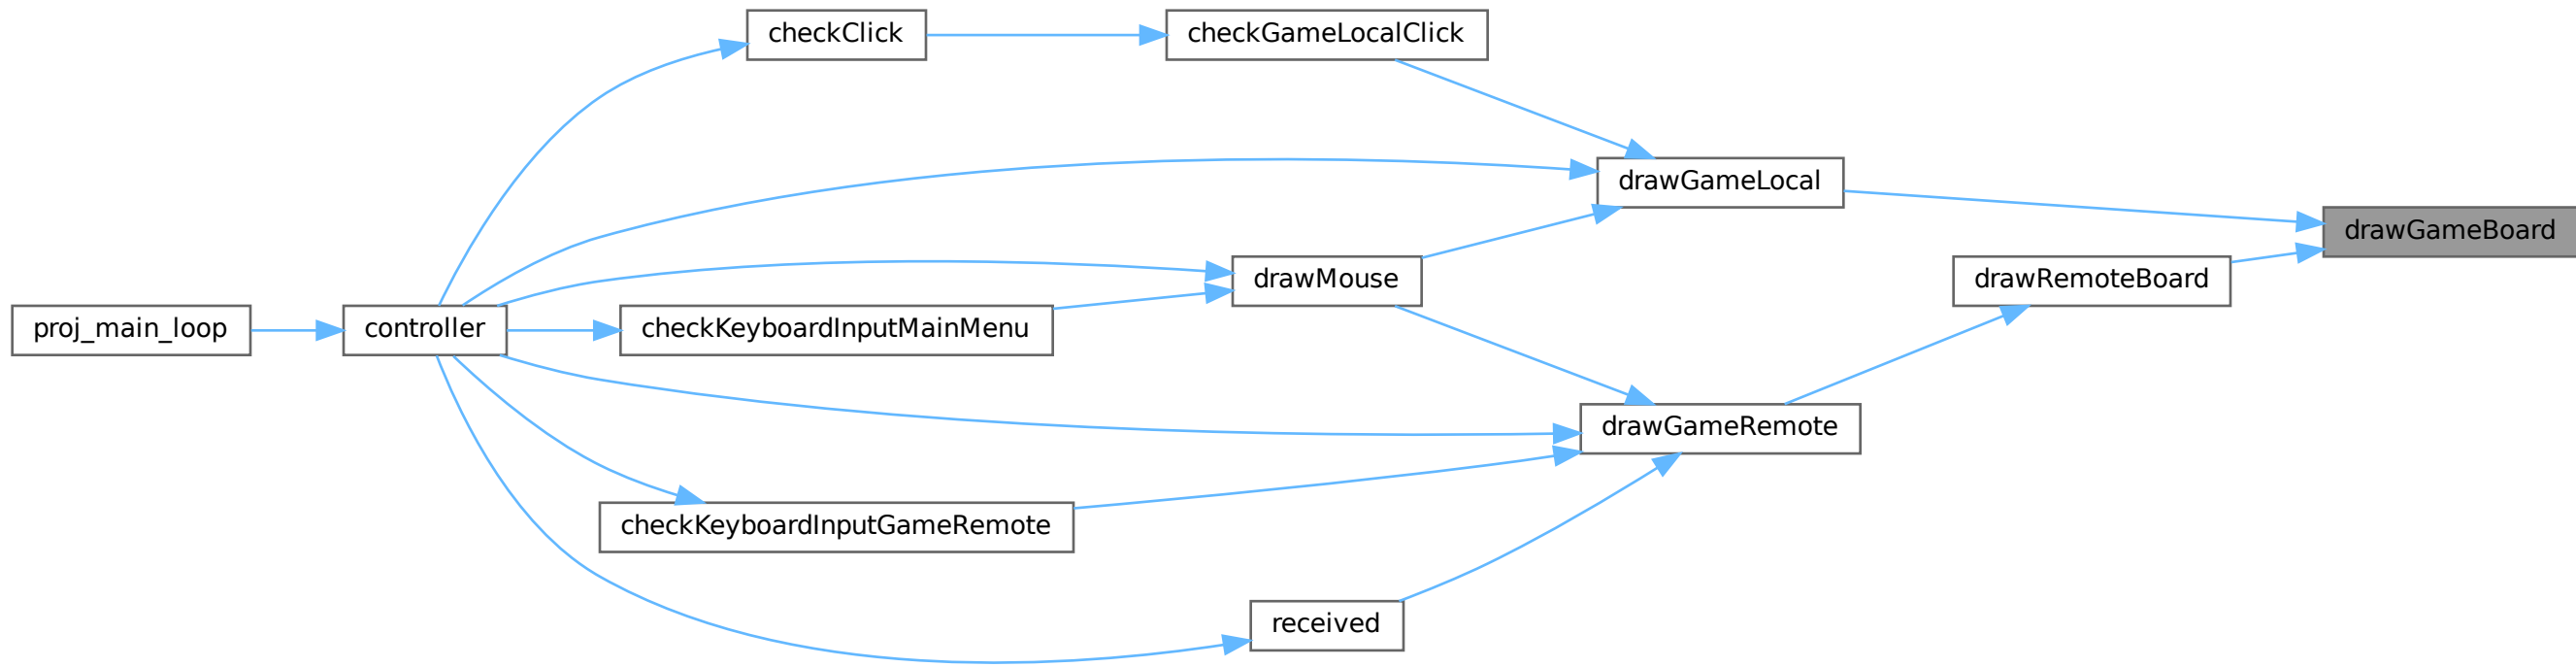 checkClick
checkGameLocalClick
drawGameLocal
drawGameBoard
drawMouse
drawRemoteBoard
proj_main_loop
controller
checkKeyboardInputMainMenu
drawGameRemote
checkKeyboardInputGameRemote
received